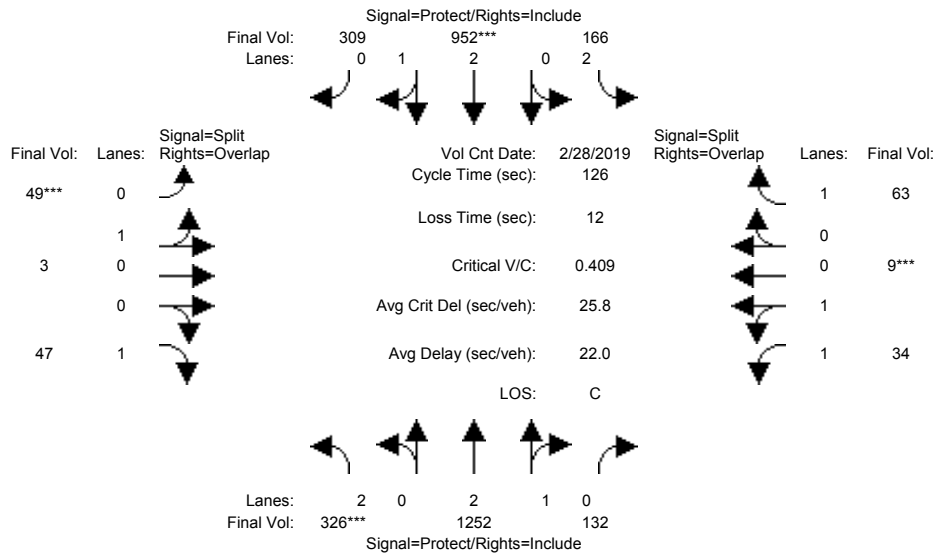 Signal=Protect/Rights=Include
Final Vol: 309 952*** 166
Lanes: 0 1 2 0 2
Signal=Split Signal=Split
Final Vol: Lanes: Rights=Overlap Vol Cnt Date: 2/28/2019 Rights=Overlap Lanes: Final Vol:
Cycle Time (sec): 126
49*** 0 1 63
Loss Time (sec): 12
1 0
3 0 Critical V/C: 0.409 0 9***
0 Avg Crit Del (sec/veh): 25.8 1
47 1 Avg Delay (sec/veh): 22.0 1 34
LOS: C
Lanes: 2 0 2 1 0
Final Vol: 326*** 1252 132
Signal=Protect/Rights=Include